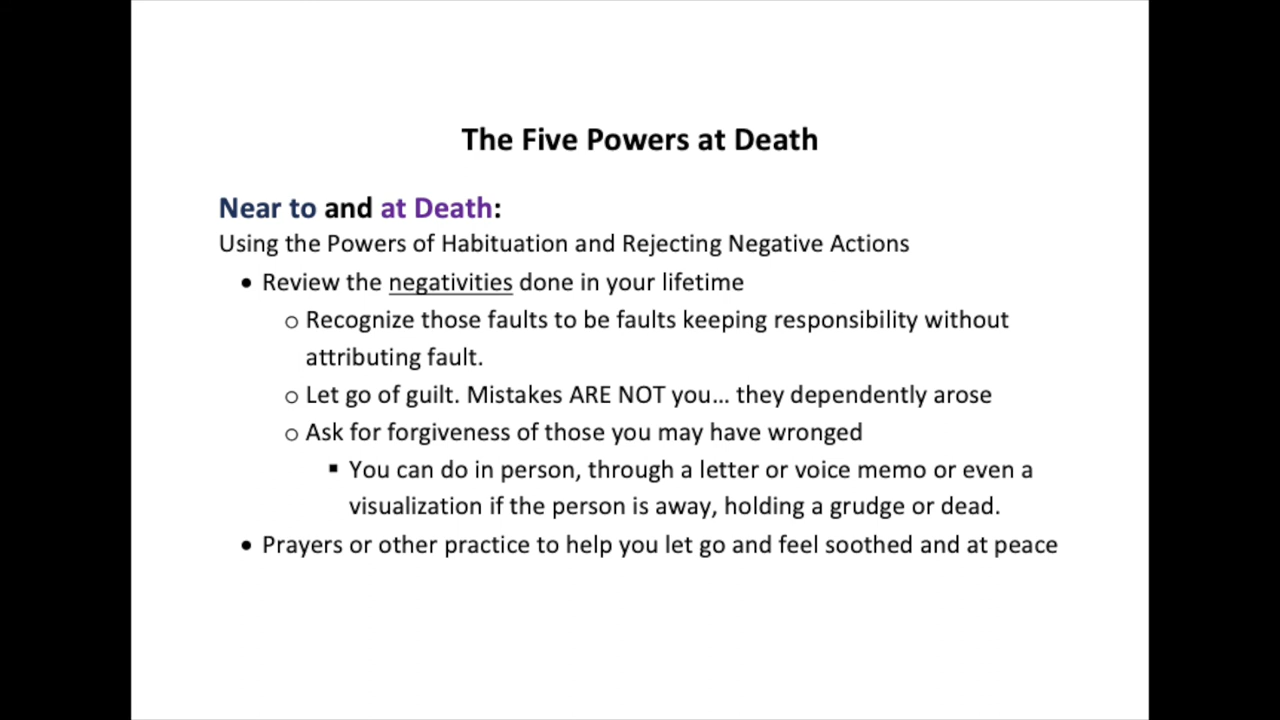 The Five Powers at Death
Near to and at Death:
Using the Powers of Habituation and Rejecting Negative Actions
• Review the negativities done in your lifetime
o Recognize those faults to be faults keeping responsibility without
attributing fault.
o Let go of guilt. Mistakes ARE NOT you... they dependently arose
o Ask for forgiveness of those you may have wronged
▪ You can do in person, through a letter or voice memo or even a
visualization if the person is away, holding a grudge or dead.
• Prayers or other practice to help you let go and feel soothed and at peace